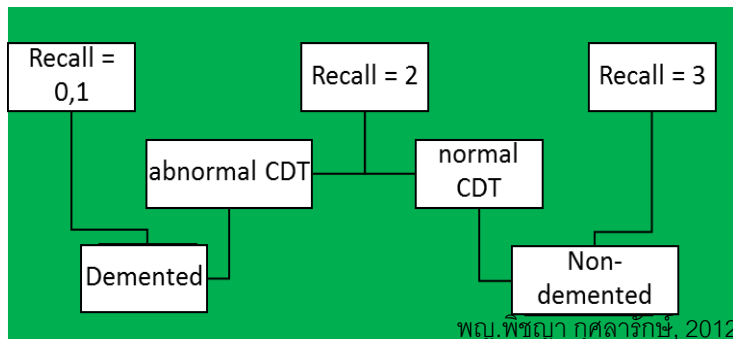 Recall =
0,1
Recall = 2
Recall = 3
abnormal CDT
normal
CDT
Demented
Non-
demented
พญ.พิชญา กุศลารักษ์, 2012